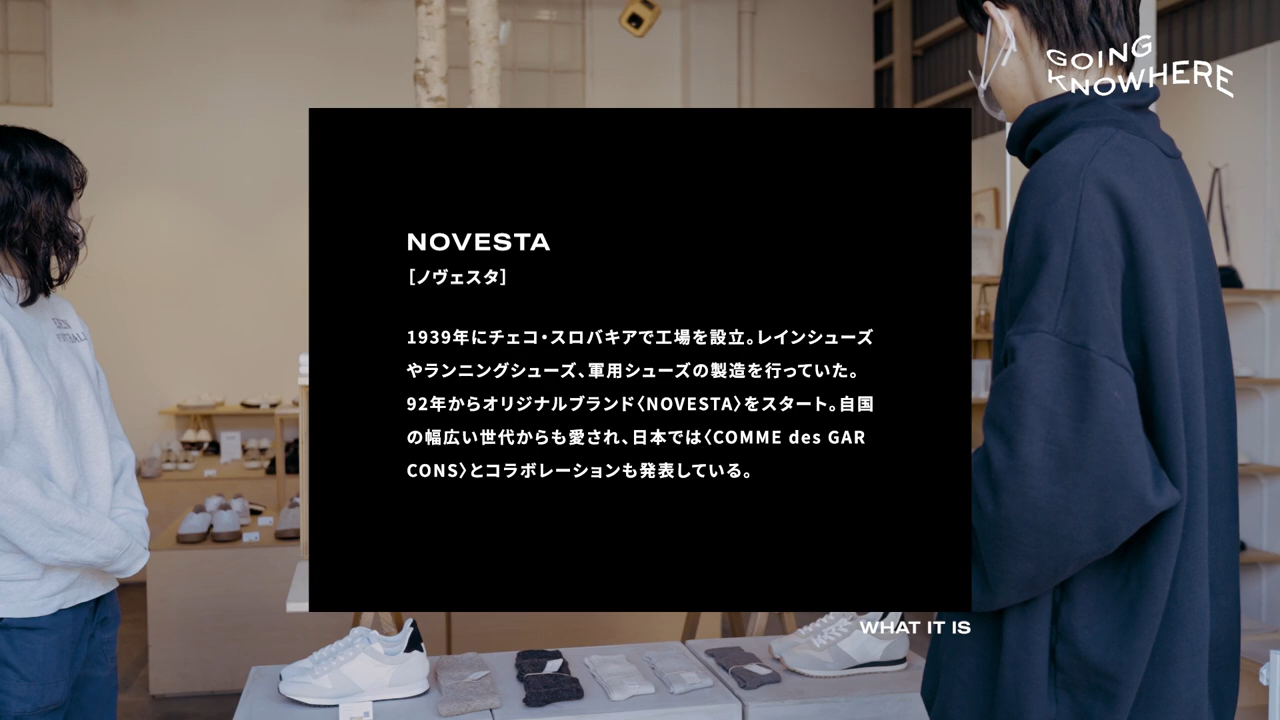 GOING
KNOWHERE
NOVESTA
[ノヴェスタ]
1939年にチェコ・スロバキアで工場を設立。レインシューズ
やランニングシューズ、軍用シューズの製造を行っていた。
92年からオリジナルブランド〈NOVESTA〉をスタート。自国
の幅広い世代からも愛され、日本では〈COMME des GAR
CONS〉とコラボレーションも発表している。
WHAT IT IS